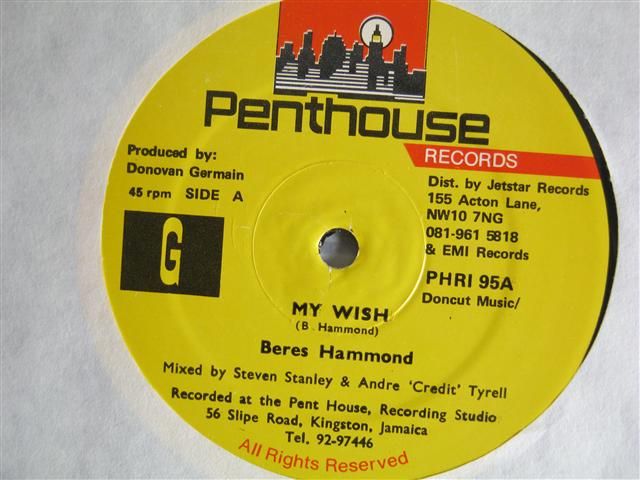 Penthouse
RECORDS
Produced by:
Donovan Germain
45 rpm SIDE A
G
Dist. by Jetstar Records
155 Acton Lane,
NW10 7NG
081-961 5818
& EMI Records
PHRI 95A
Doncut Music/
MY WISH
(B. Hammond)
Beres Hammond
Mixed by Steven Stanley & Andre 'Credit' Tyrell
Recorded at the Pent House, Recording Studio
56 Slipe Road, Kingston, Jamaica
Tel. 92-97446
All Rights Reserved